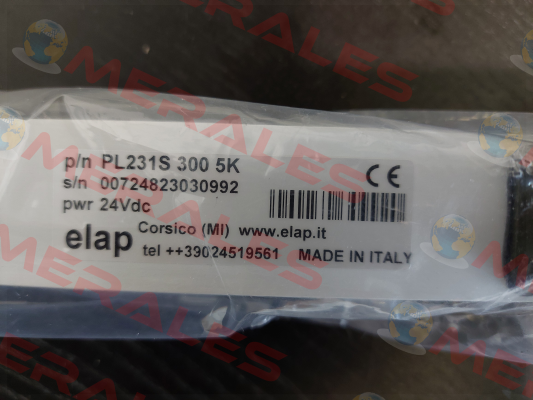 MERALES
p/n PL231S 300 5K
s/n 00724823030992
pwr 24Vdc
CE
elap Corsico (MI) www.elap.it
tel ++39024519561 MADE IN ITALY
MERALES